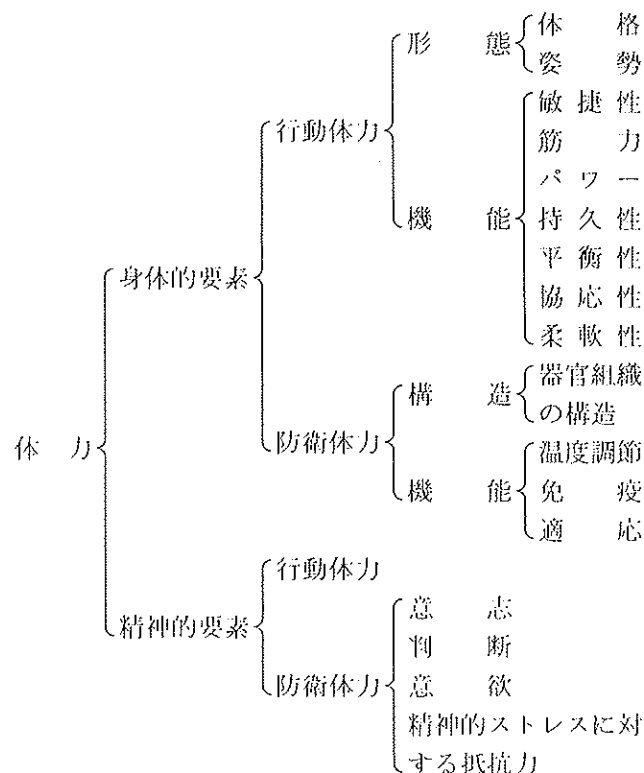 体力
身体的要素
行動体力
形態
体格
姿勢
機能
敏捷性
筋力
パワー
持久性
平衡性
協応性
柔軟性
防衛体力
構造
器官組織
の構造
機能
温度調節
免疫
適応
精神的要素
行動体力
防衛体力
意志
判断
意欲
精神的ストレスに対
する抵抗力